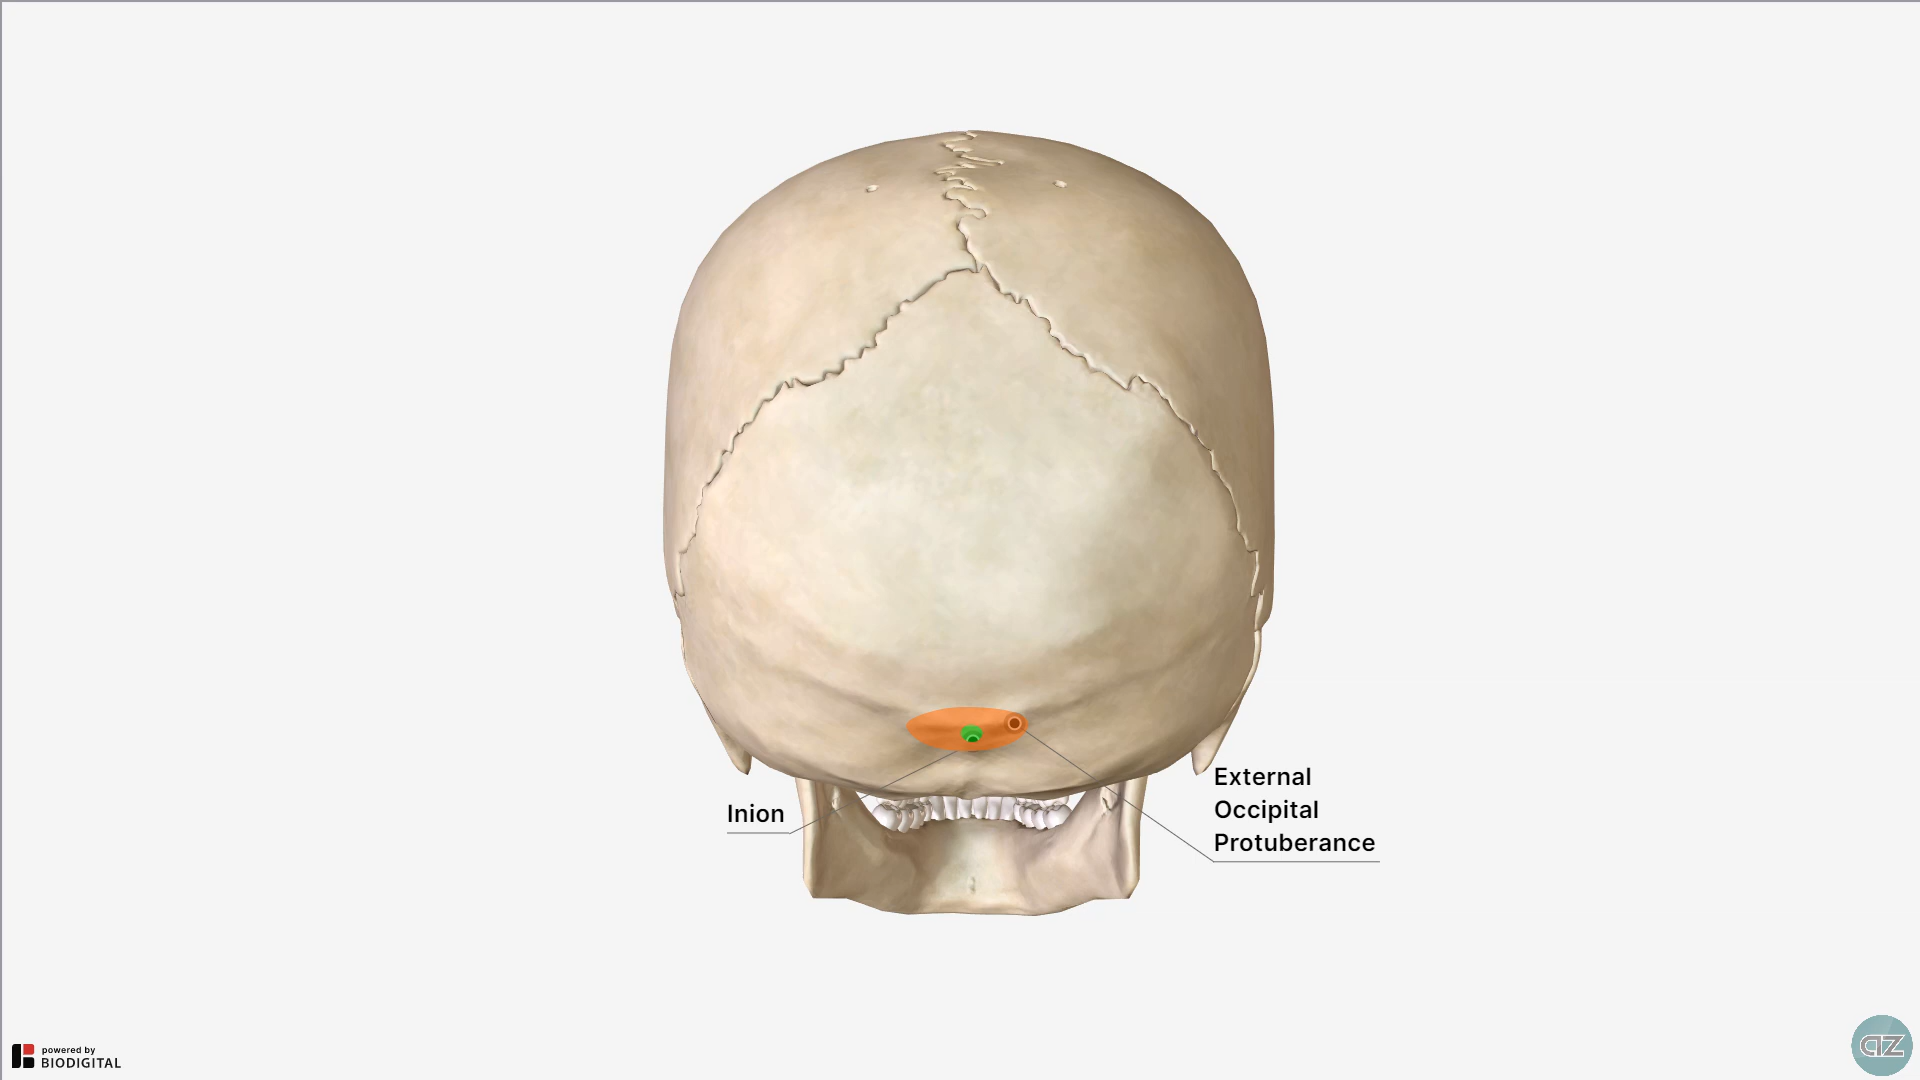 Inion
External
Occipital
Protuberance
powered by
BIODIGITAL
az